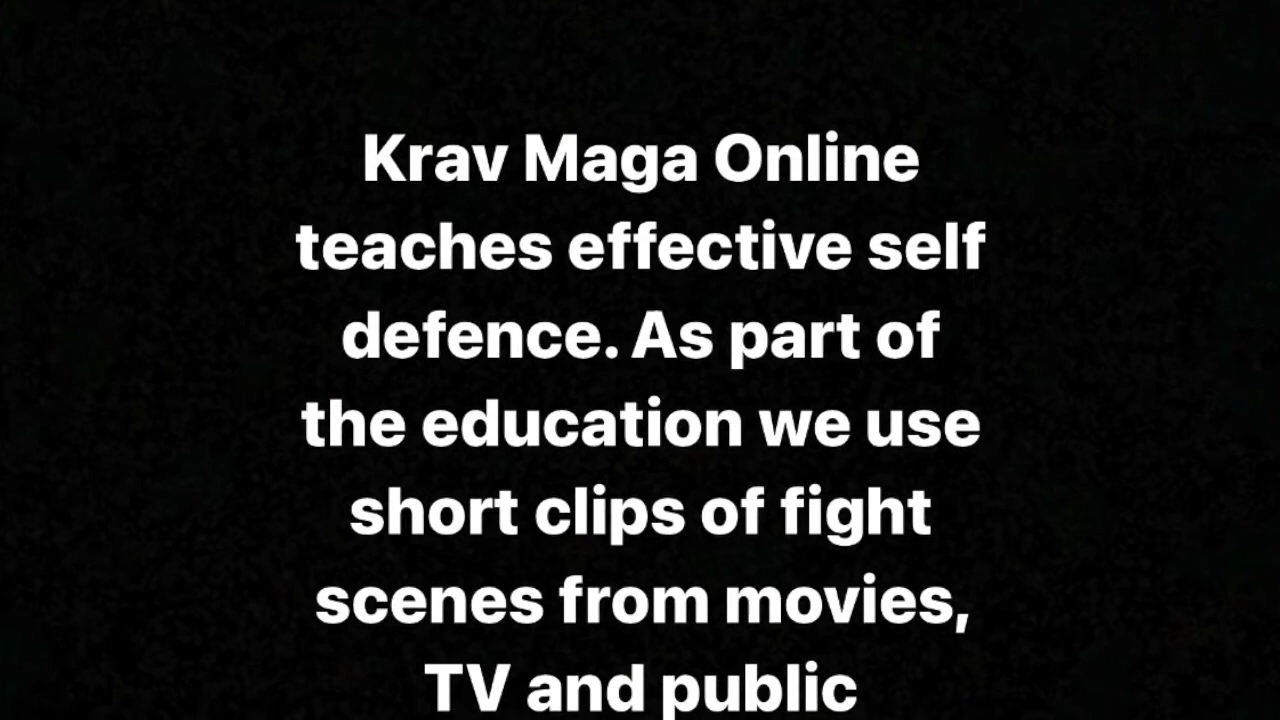 Krav Maga Online
teaches effective self
defence. As part of
the education we use
short clips of fight
scenes from movies,
TV and public